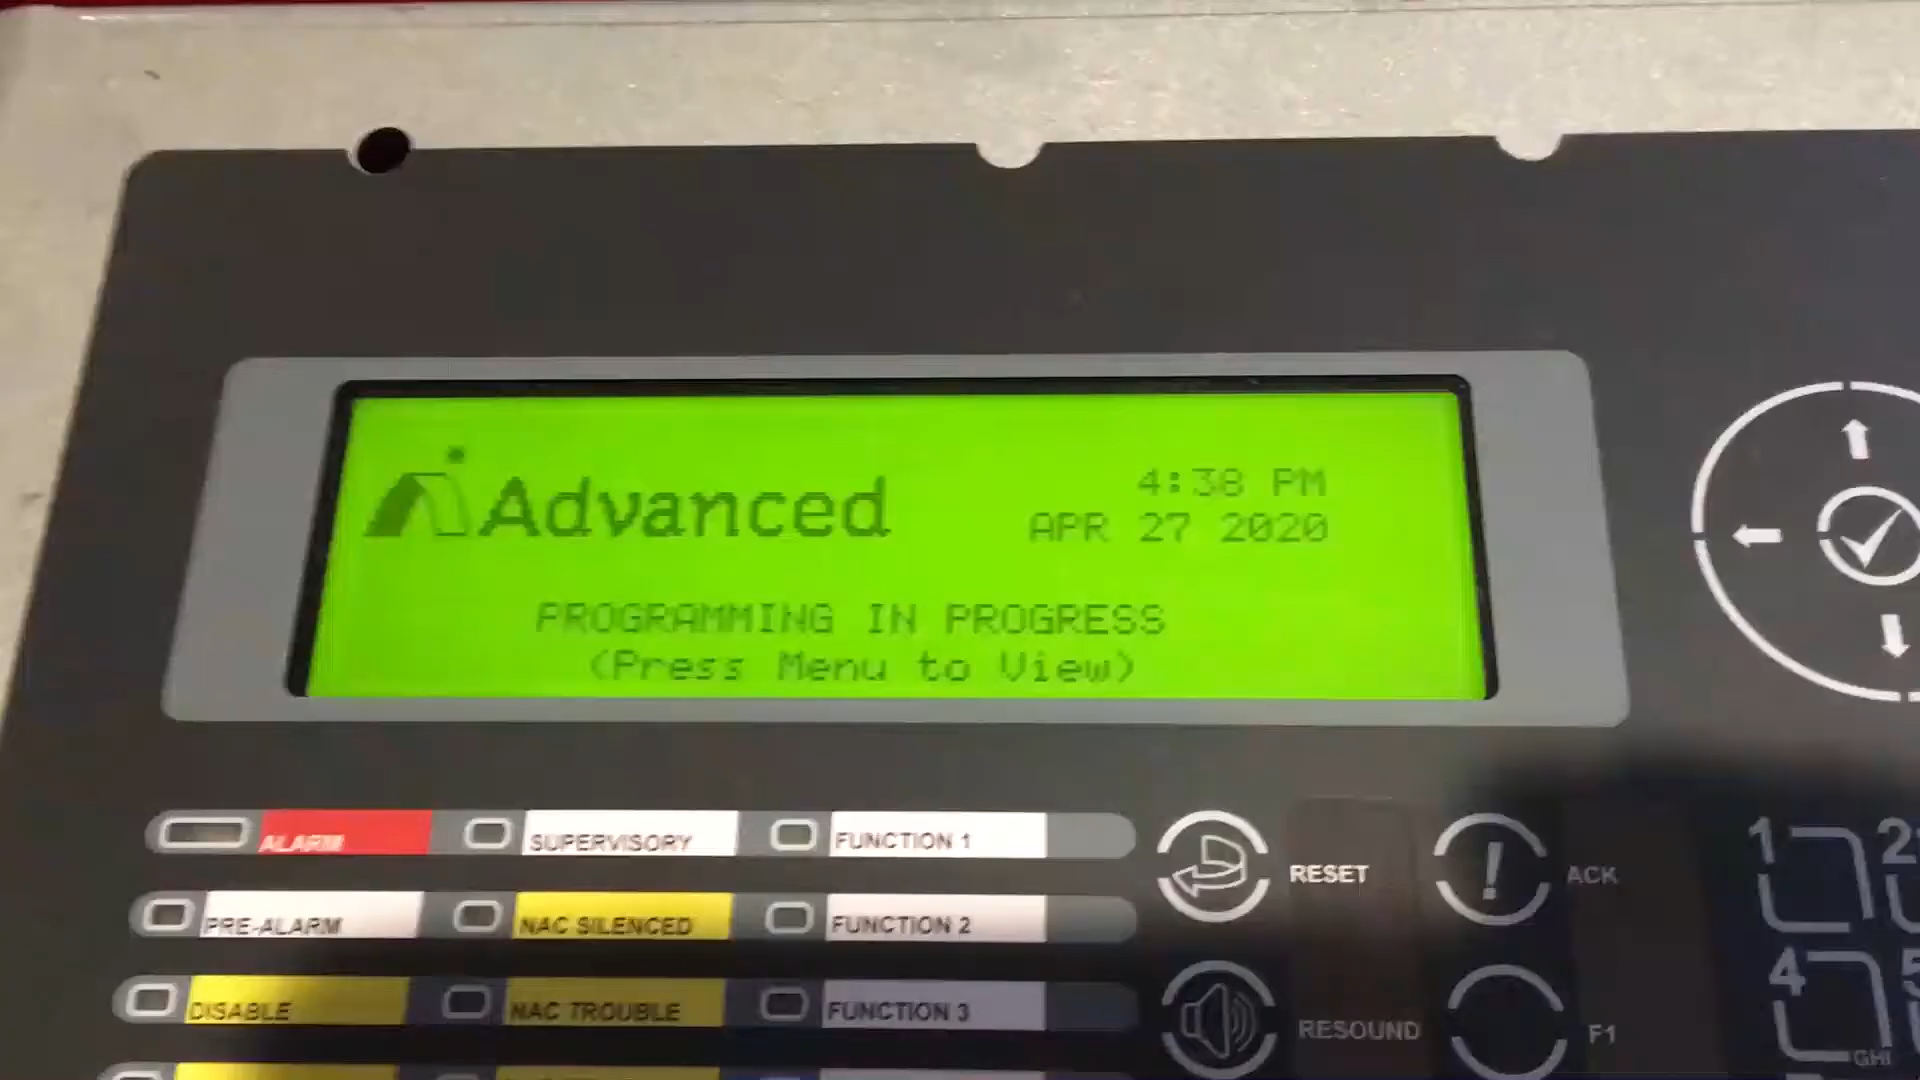 Advanced
4:38 PM
APR 27 2020
PROGRAMMING IN PROGRESS
(Press Menu to View)
ALARM
SUPERVISORY
FUNCTION 1
RESET
ACK
1
2
PRE-ALARM
NAC SILENCED
FUNCTION 2
DISABLE
NAC TROUBLE
FUNCTION 3
RESOUND
F1
4
GHI
5